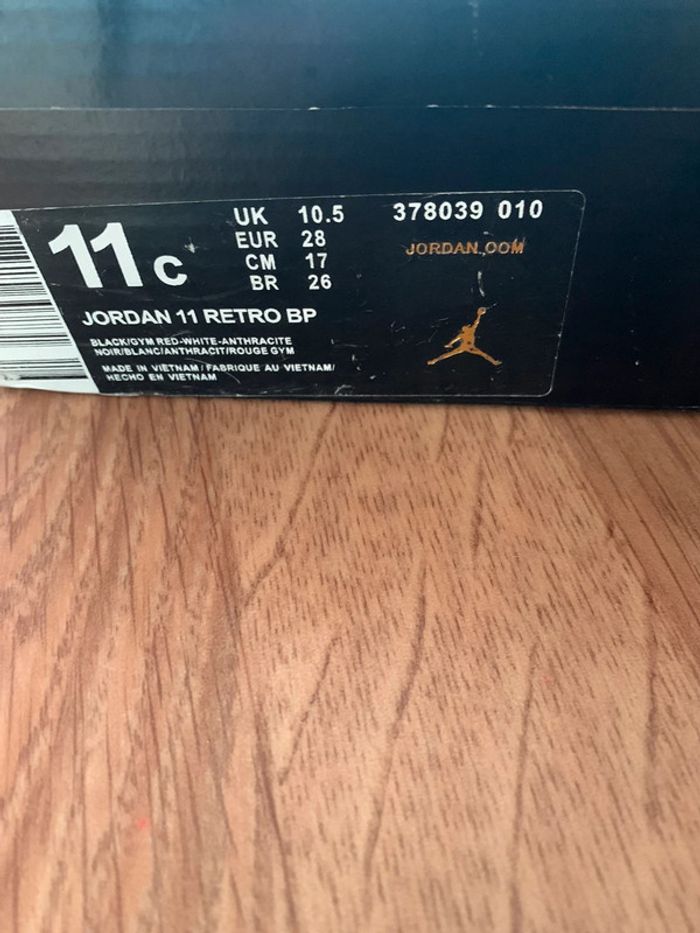 11c
UK 10.5
EUR 28
CM 17
BR 26
378039 010
JORDAN.COM
JORDAN 11 RETRO BP
BLACK/GYM RED-WHITE-ANTHRACITE
NOIR/BLANC/ANTHRACIT/ROUGE GYM
MADE IN VIETNAM / FABRIQUE AU VIETNAM/
HECHO EN VIETNAM